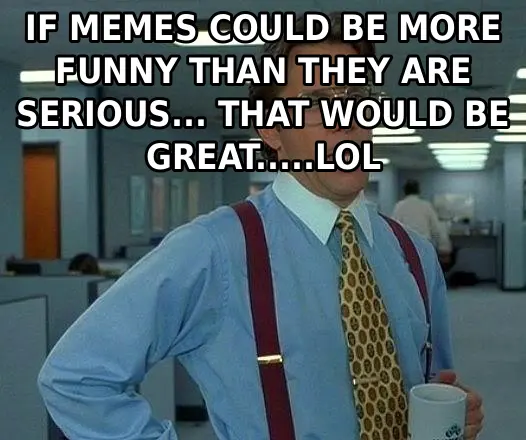 IF MEMES COULD BE MORE
FUNNY THAN THEY ARE
SERIOUS... THAT WOULD BE
GREAT.....LOL